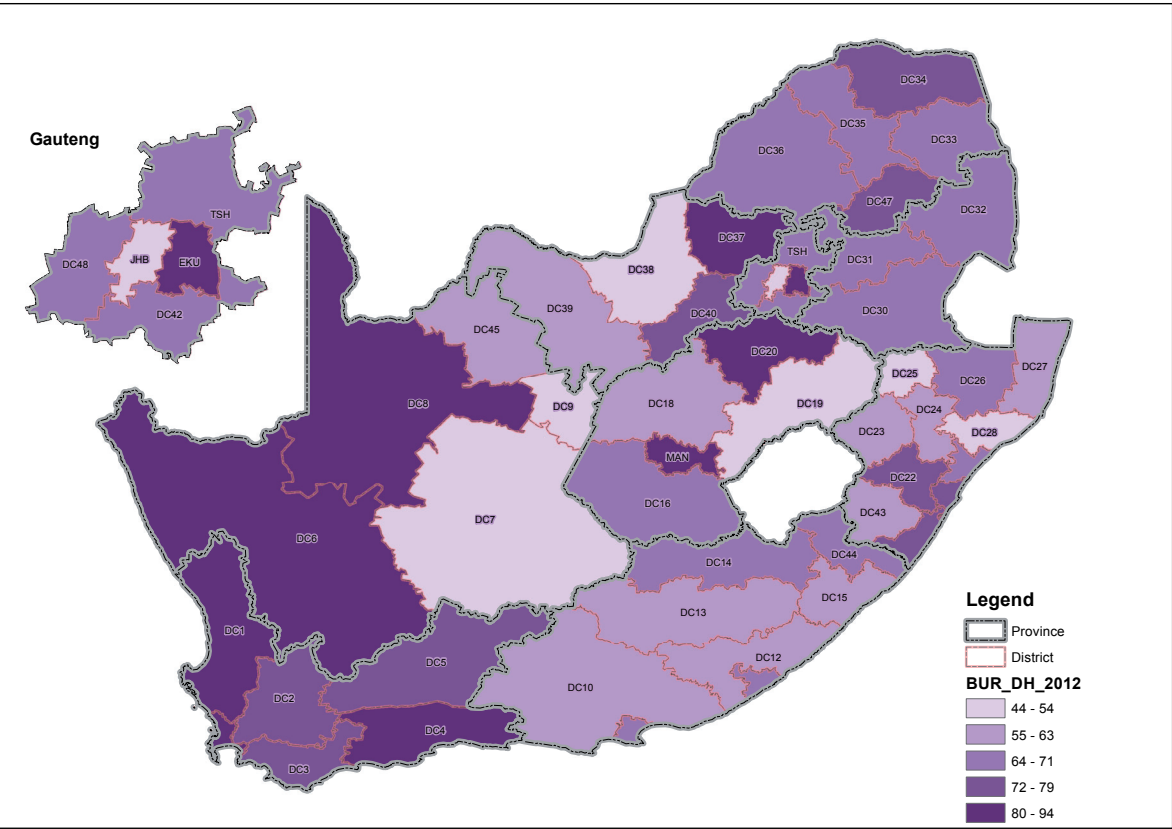 Gauteng
TSH
DC48
JHB
EKU
DC42
DC34
DC35
DC33
DC36
DC47
DC32
DC37
TSH
DC31
DC38
DC39
DC40
DC30
DC45
DC20
DC25
DC26
DC27
DC8
DC9
DC18
DC19
DC24
DC28
DC23
MAN
DC22
DC16
DC43
DC7
DC6
DC14
DC44
DC15
DC13
DC1
DC12
DC5
DC10
DC2
DC4
DC3
Legend
Province
District
BUR_DH_2012
44 - 54
55 - 63
64 - 71
72 - 79
80 - 94